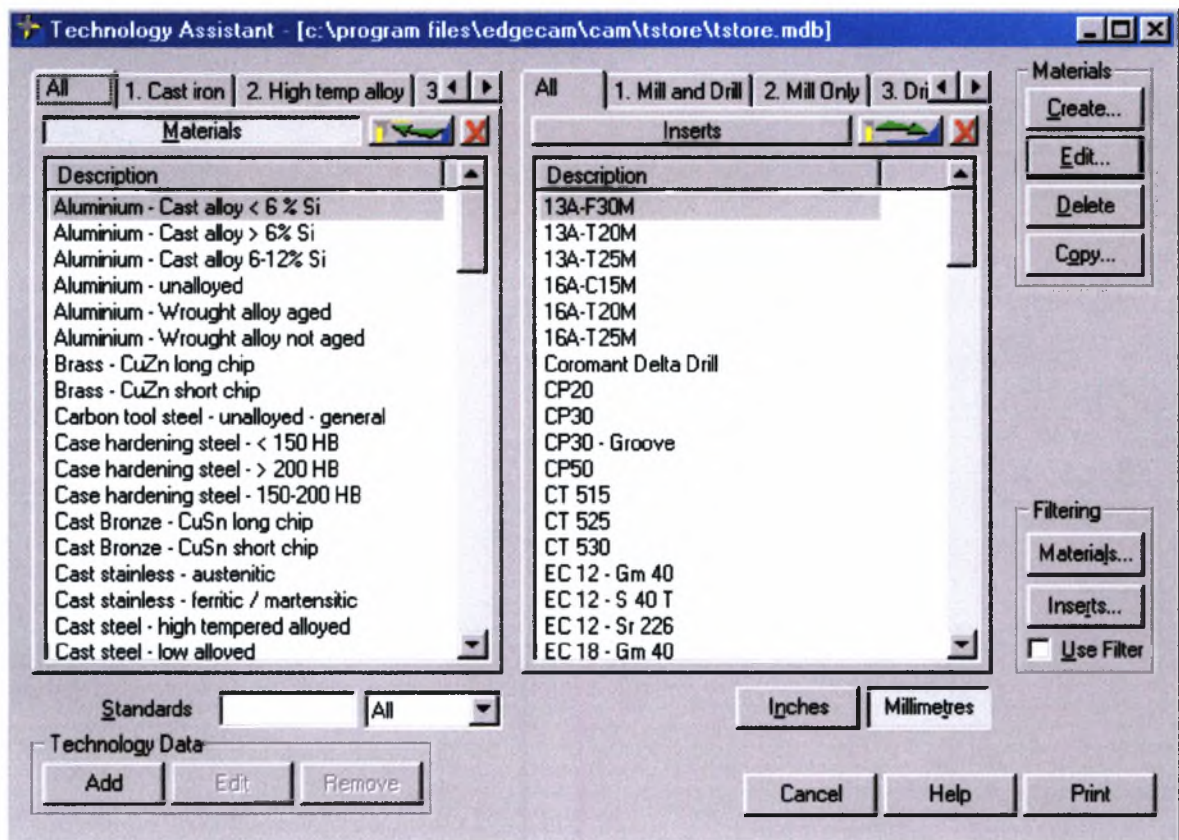 Technology Assistant - [c:\program files\edgecam\cam\tstore\tstore.mdb]
All 1. Cast iron 2. High temp alloy 3
Materials
Description
Aluminium - Cast alloy < 6 % Si
Aluminium - Cast alloy > 6% Si
Aluminium - Cast alloy 6-12% Si
Aluminium - unalloyed
Aluminium - Wrought alloy aged
Aluminium - Wrought alloy not aged
Brass - CuZn long chip
Brass - CuZn short chip
Carbon tool steel - unalloyed - general
Case hardening steel - < 150 HB
Case hardening steel - > 200 HB
Case hardening steel - 150-200 HB
Cast Bronze - CuSn long chip
Cast Bronze - CuSn short chip
Cast stainless - austenitic
Cast stainless - ferritic / martensitic
Cast steel - high tempered alloyed
Cast steel - low alloyed
All 1. Mill and Drill 2. Mill Only 3. Dri
Inserts
Description
13A-F30M
13A-T20M
13A-T25M
16A-C15M
16A-T20M
16A-T25M
Coromant Delta Drill
CP20
CP30
CP30 - Groove
CP50
CT 515
CT 525
CT 530
EC 12 - Gm 40
EC 12 - S 40 T
EC 12 - Sr 226
EC 18 - Gm 40
Materials
Create...
Edit...
Delete
Copy...
Filtering
Materials...
Inserts...
Use Filter
Standards All
Inches Millimetres
Technology Data
Add Edit Remove
Cancel Help Print